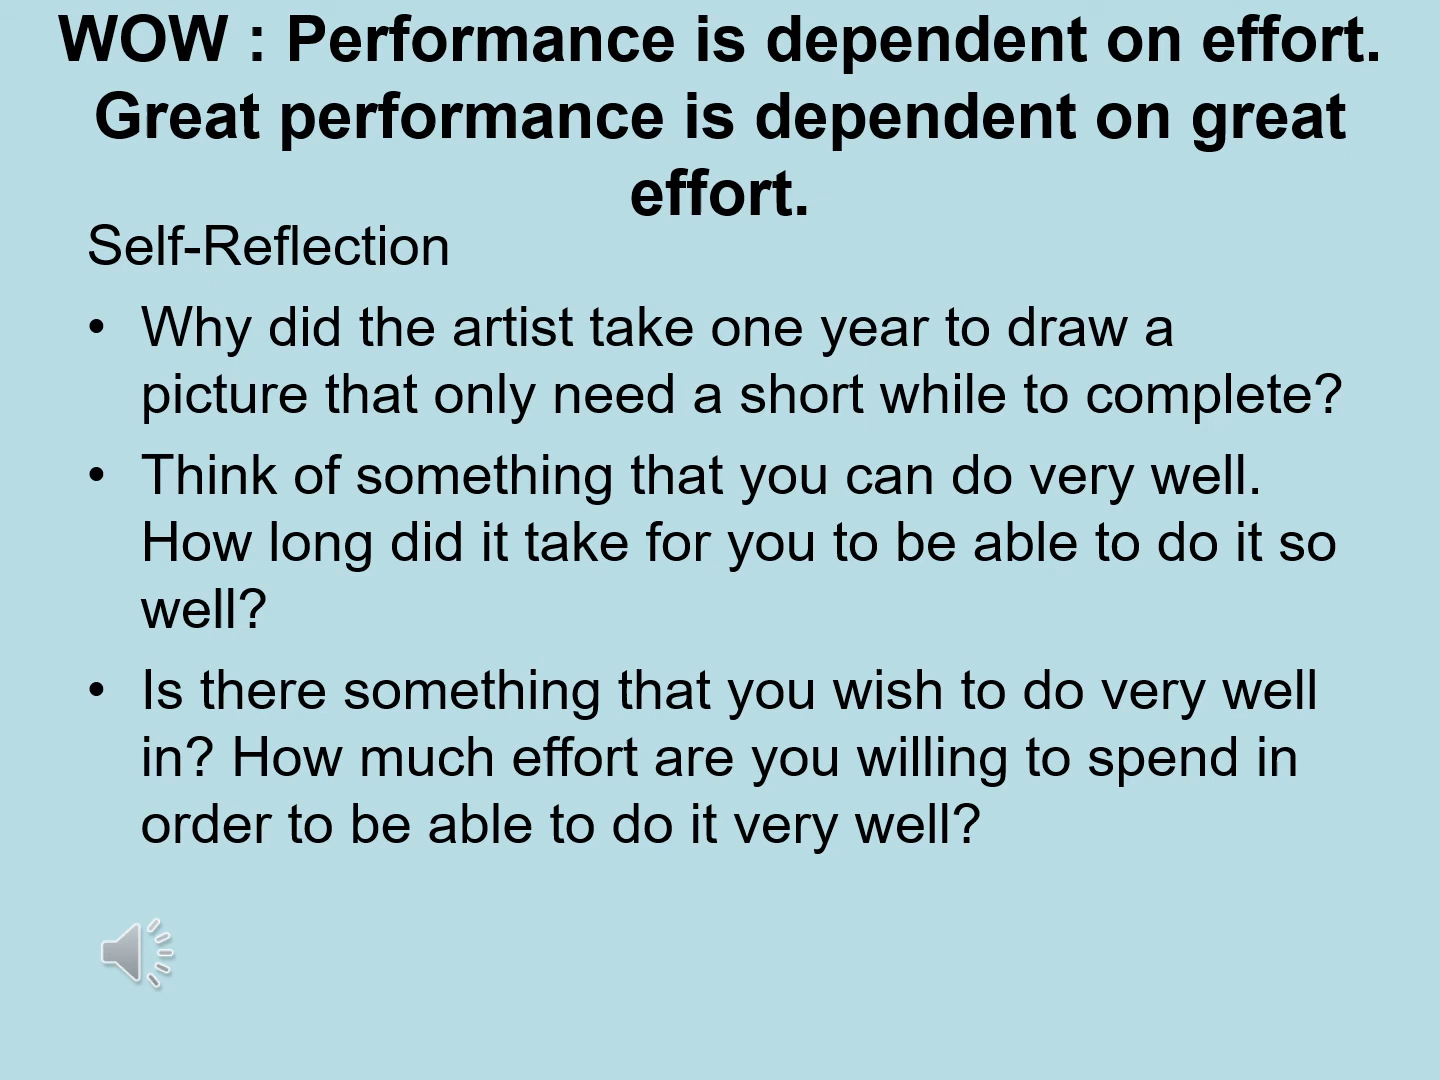 WOW : Performance is dependent on effort.
Great performance is dependent on great
effort.
Self-Reflection
• Why did the artist take one year to draw a
picture that only need a short while to complete?
• Think of something that you can do very well.
How long did it take for you to be able to do it so
well?
• Is there something that you wish to do very well
in? How much effort are you willing to spend in
order to be able to do it very well?